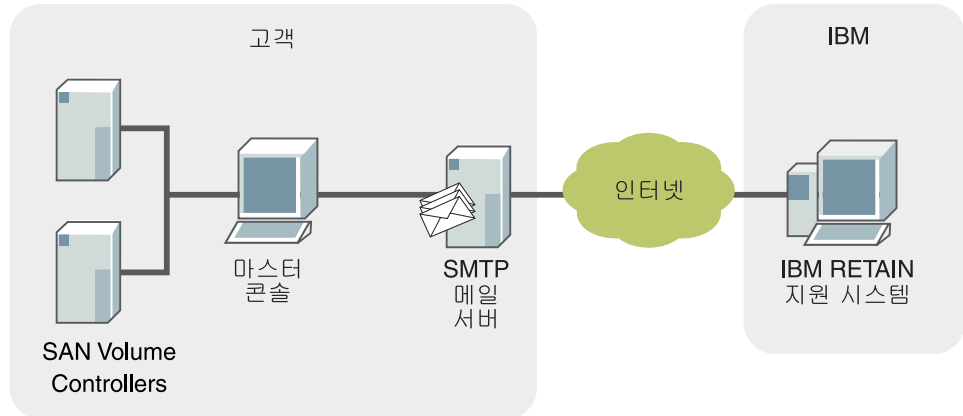 고객
IBM
인터넷
마스터
콘솔
SMTP
메일
서버
IBM RETAIN
지원 시스템
SAN Volume
Controllers